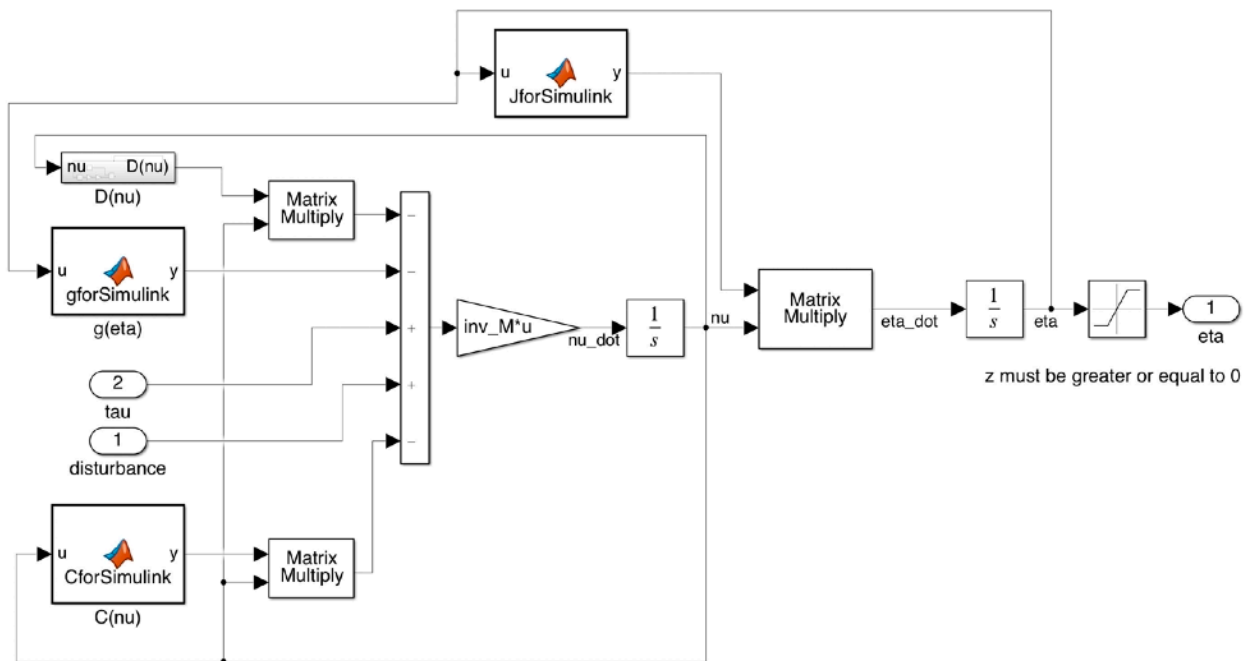 u
y
JforSimulink
nu
D(nu)
D(nu)
Matrix
Multiply
−
u
y
gforSimulink
g(eta)
−
+
inv_M*u
nu_dot
1
s
nu
Matrix
Multiply
eta_dot
1
s
eta
1
eta
z must be greater or equal to 0
2
tau
+
1
disturbance
−
u
y
CforSimulink
C(nu)
Matrix
Multiply